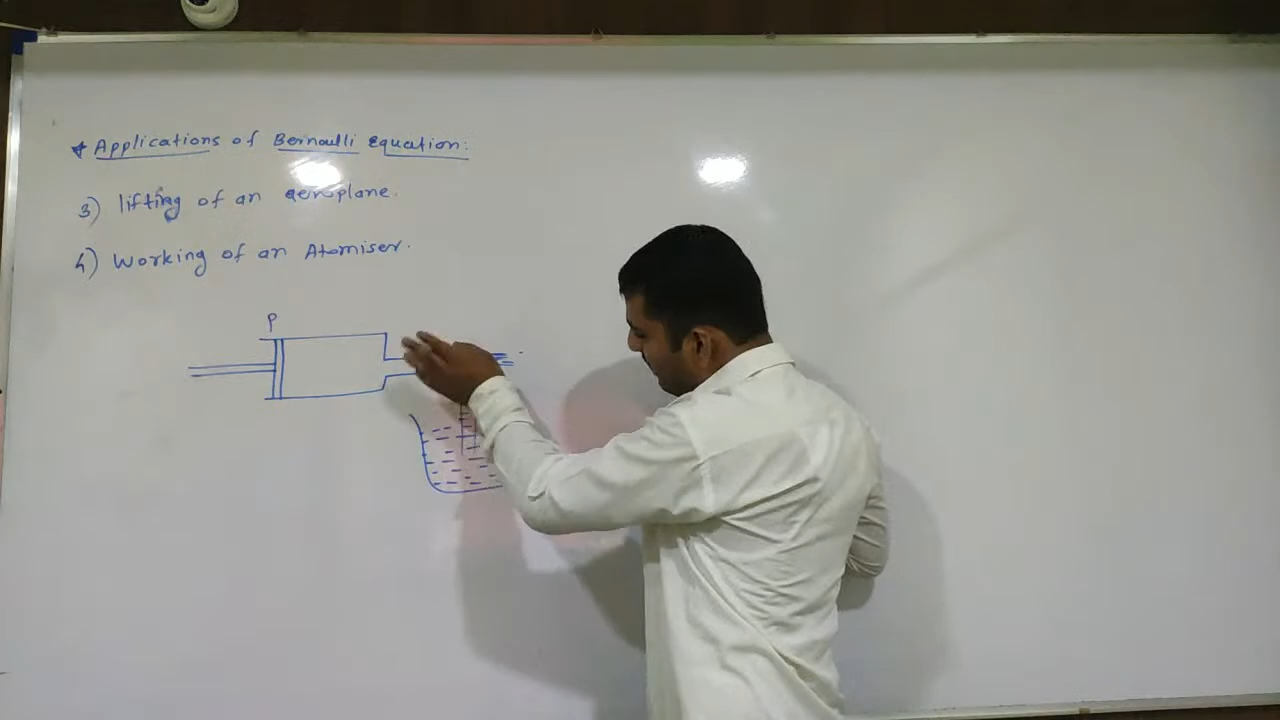 * Applications of Bernoulli Equation:
3) lifting of an aeroplane.
4) Working of an Atomiser.
P